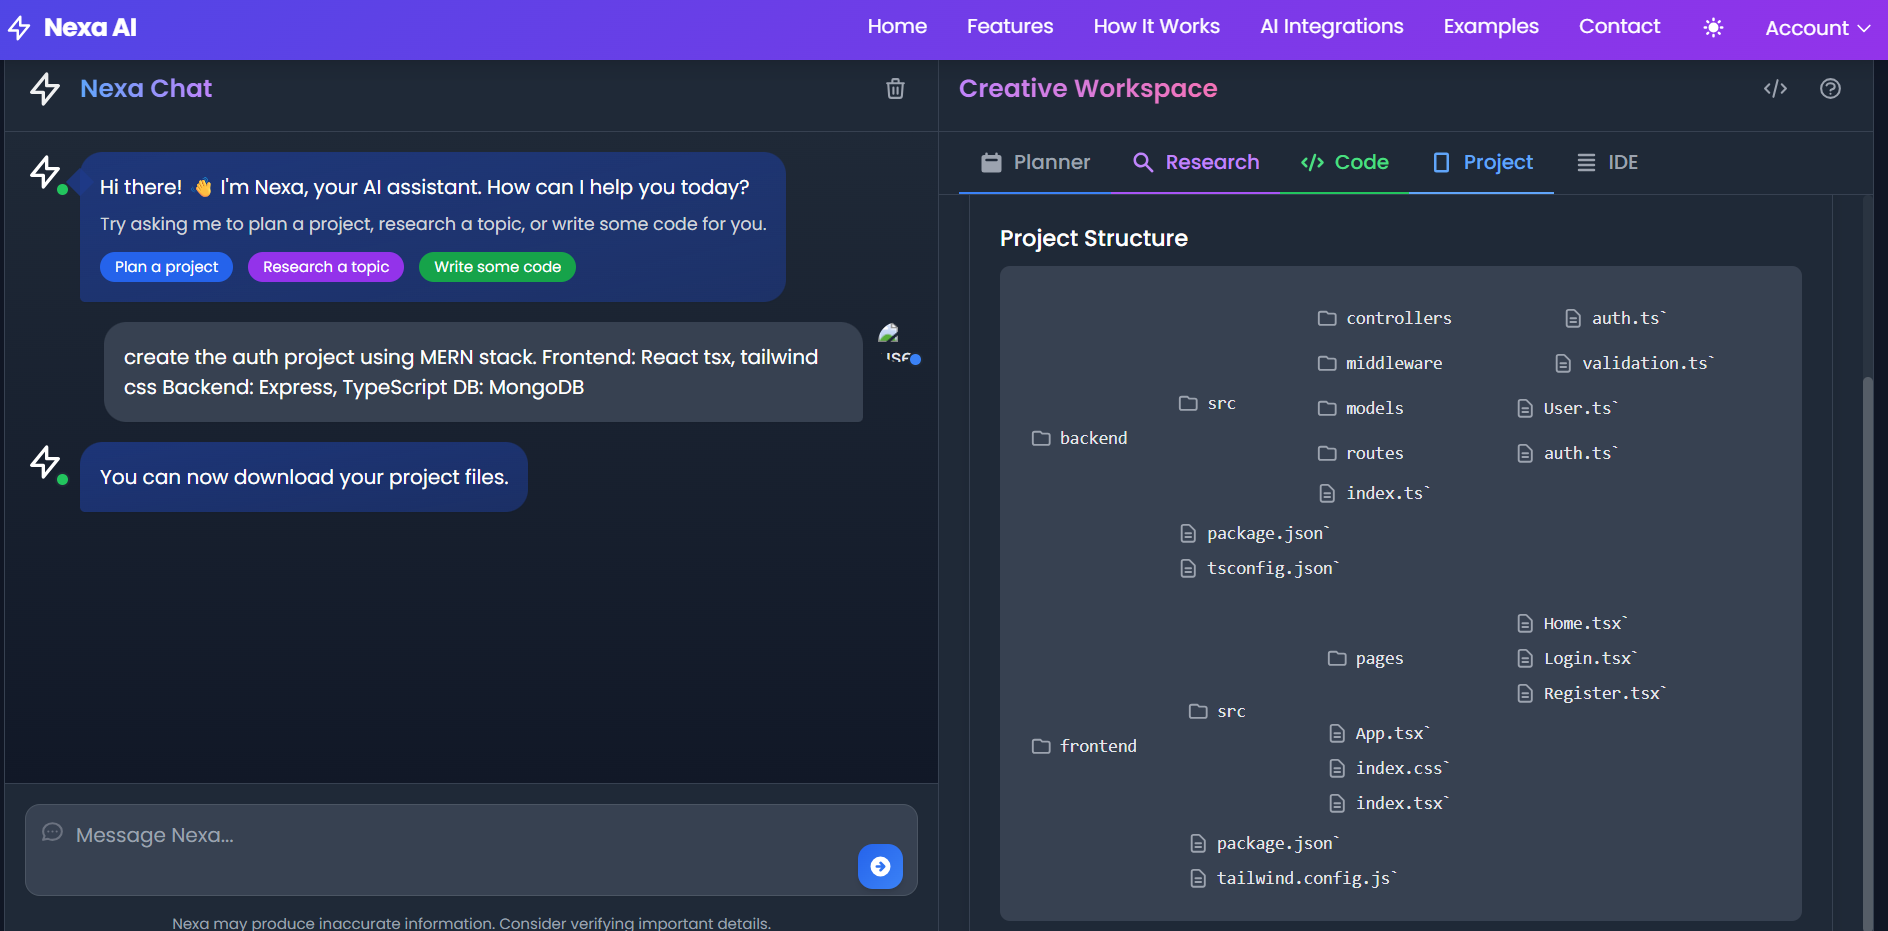 Nexa AI
Home Features How It Works AI Integrations Examples Contact Account
Nexa Chat
Hi there! 👋 I'm Nexa, your AI assistant. How can I help you today?
Try asking me to plan a project, research a topic, or write some code for you.
Plan a project Research a topic Write some code
create the auth project using MERN stack. Frontend: React tsx, tailwind
css Backend: Express, TypeScript DB: MongoDB
You can now download your project files.
Message Nexa...
Nexa may produce inaccurate information. Consider verifying important details.
Creative Workspace
Planner Research Code Project IDE
Project Structure
backend
src
controllers
auth.ts`
middleware
validation.ts`
models
User.ts`
routes
auth.ts`
index.ts`
package.json`
tsconfig.json`
frontend
src
pages
Home.tsx`
Login.tsx`
Register.tsx`
App.tsx`
index.css`
index.tsx`
package.json`
tailwind.config.js`